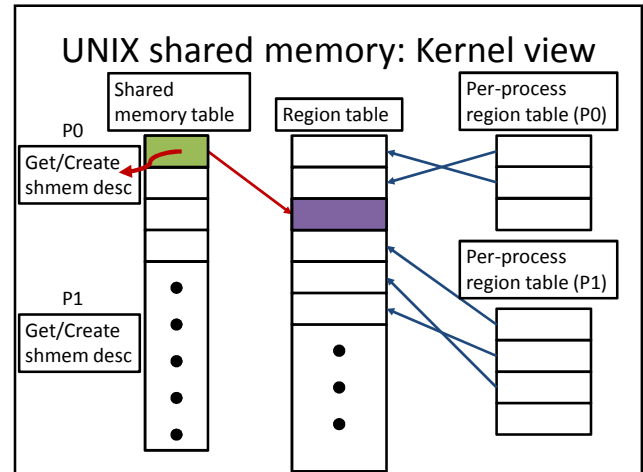 UNIX shared memory: Kernel view
Shared
memory table
Region table
Per-process
region table (P0)
P0
Get/Create
shmem desc
Per-process
region table (P1)
P1
Get/Create
shmem desc